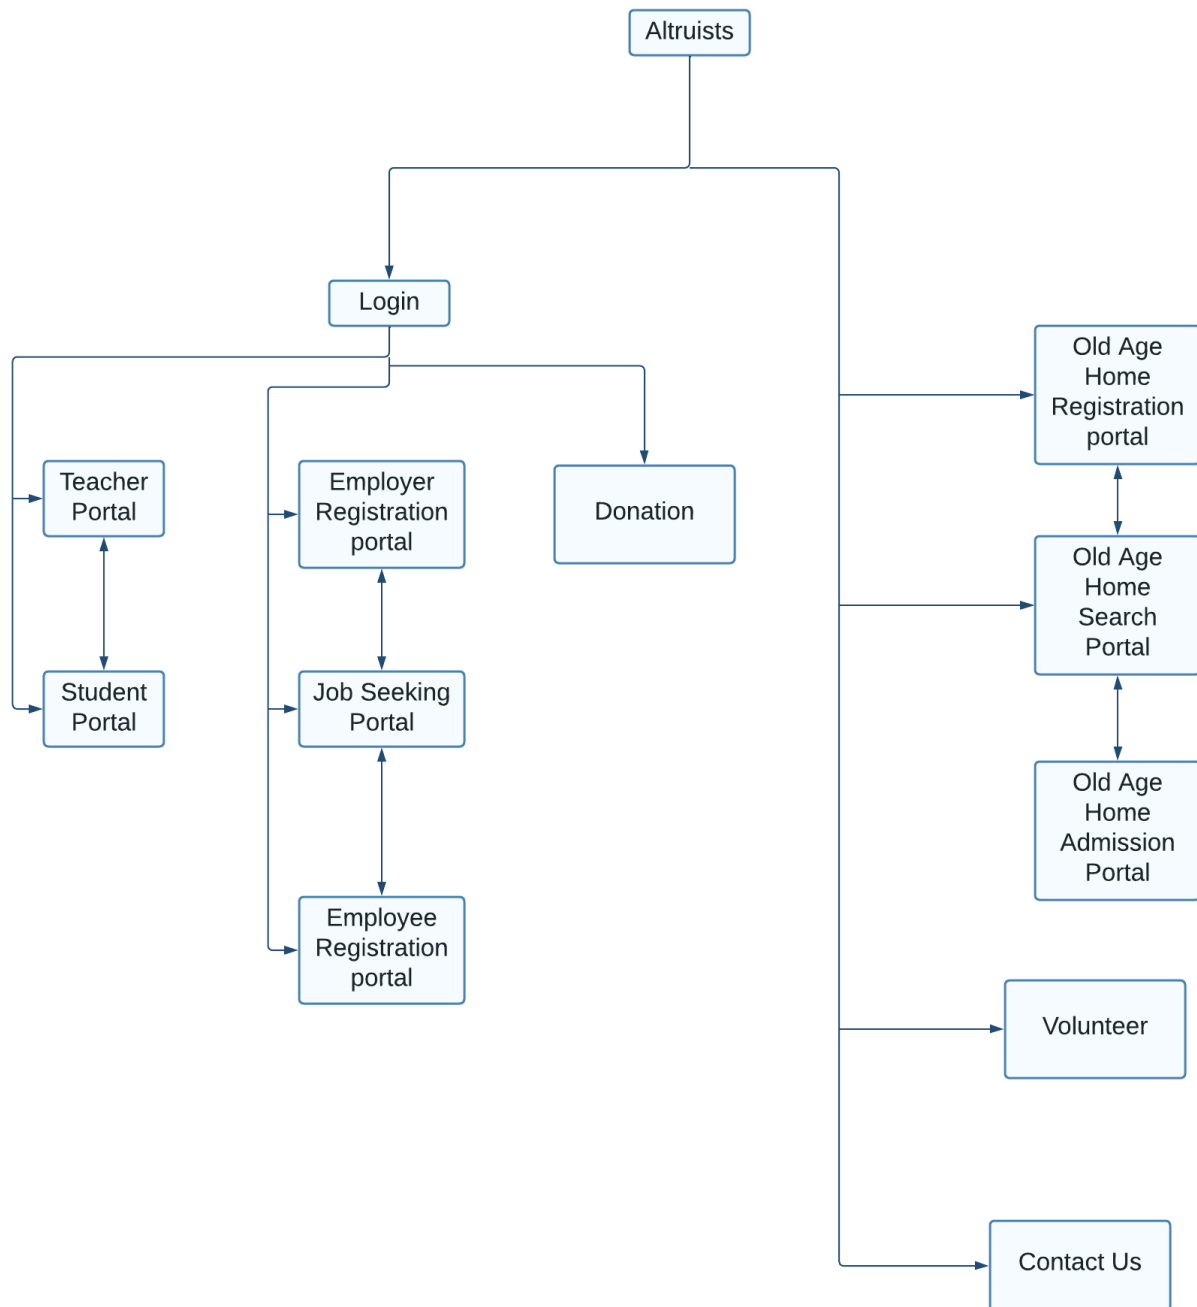 Altruists
Login
Teacher
Portal
Student
Portal
Employer
Registration
portal
Job Seeking
Portal
Employee
Registration
portal
Donation
Old Age
Home
Registration
portal
Old Age
Home
Search
Portal
Old Age
Home
Admission
Portal
Volunteer
Contact Us